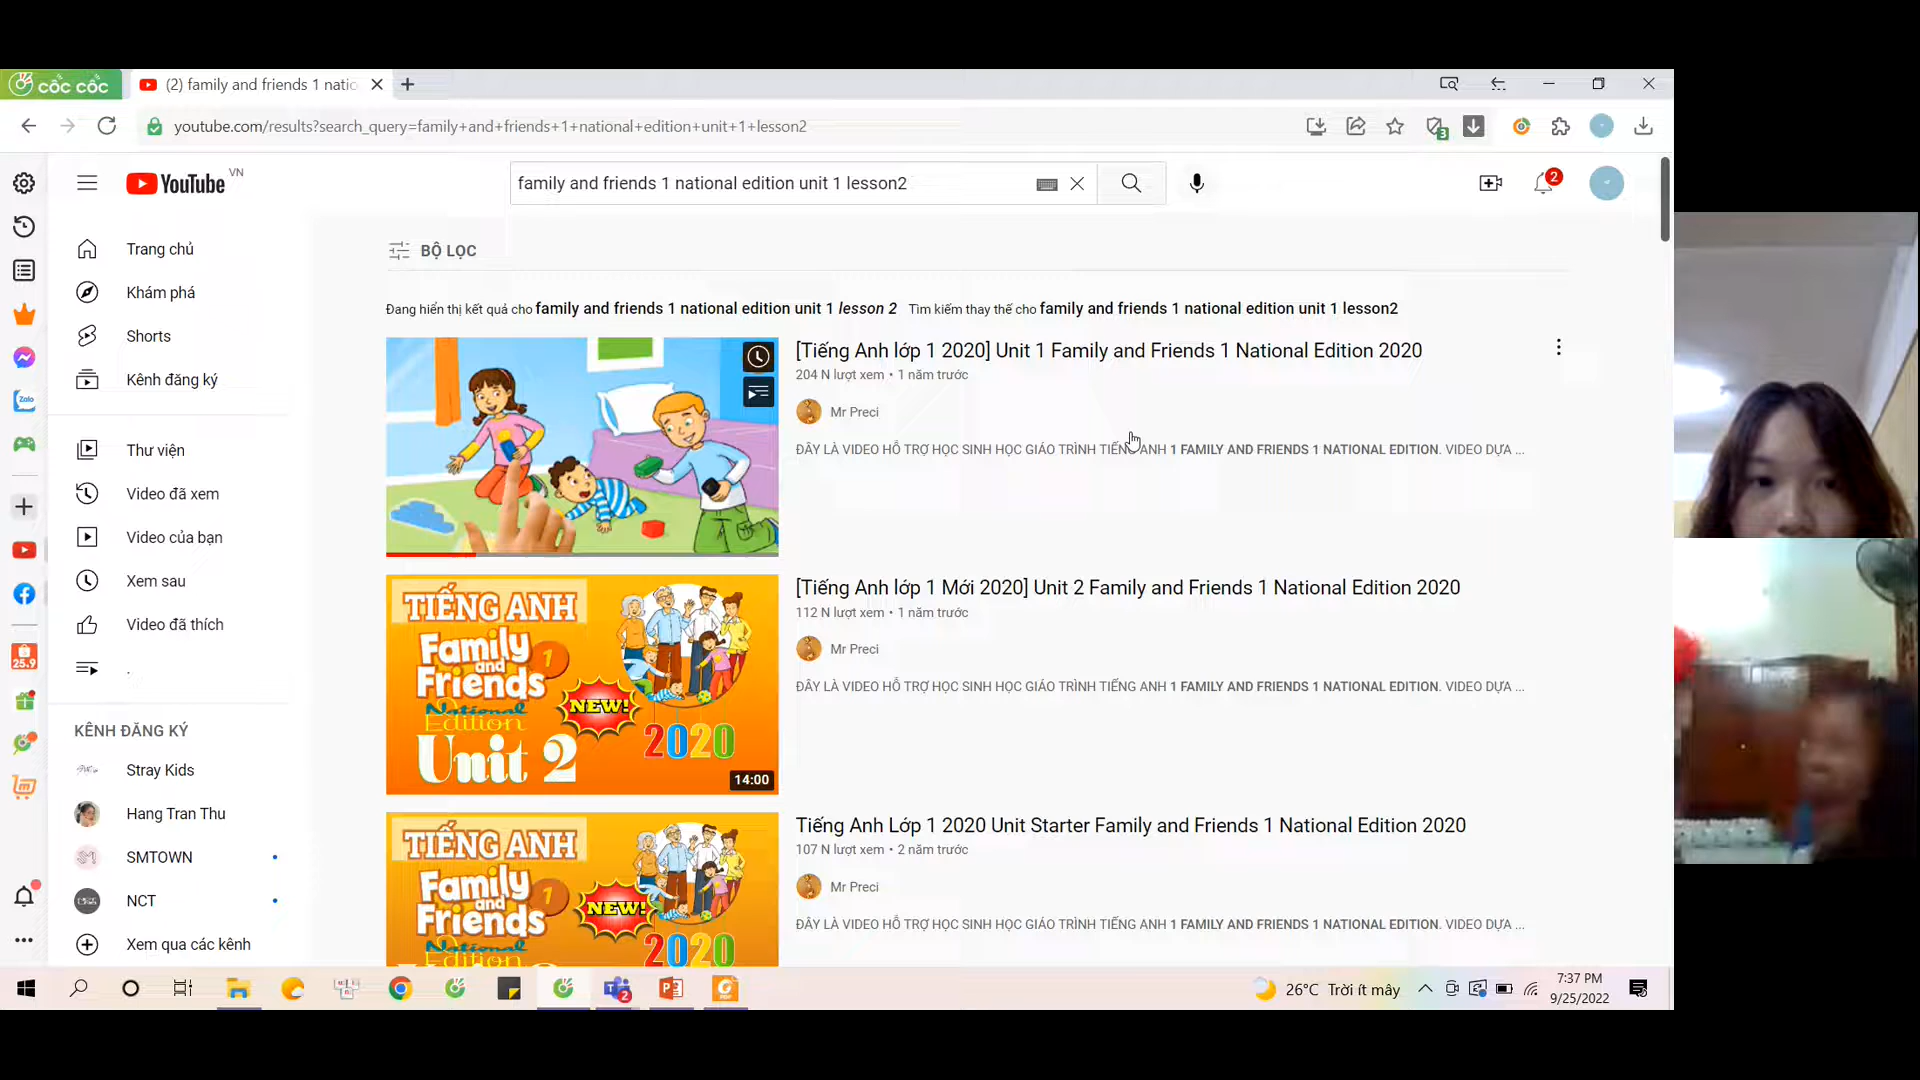 cốc cốc
(2) family and friends 1 natio
youtube.com/results?search_query=family+and+friends+1+national+edition+unit+1+lesson2
3
YouTube VN
family and friends 1 national edition unit 1 lesson2
2
Trang chủ
Khám phá
Shorts
Kênh đăng ký
Thư viện
Video đã xem
Video của bạn
Xem sau
Video đã thích
.
KÊNH ĐĂNG KÝ
Stray Kids
Hang Tran Thu
SMTOWN
NCT
Xem qua các kênh
Zalo
25.9
BỘ LỌC
Đang hiển thị kết quả cho family and friends 1 national edition unit 1 lesson 2 Tìm kiếm thay thế cho family and friends 1 national edition unit 1 lesson2
[Tiếng Anh lớp 1 2020] Unit 1 Family and Friends 1 National Edition 2020
204 N lượt xem • 1 năm trước
Mr Preci
ĐÂY LÀ VIDEO HỖ TRỢ HỌC SINH HỌC GIÁO TRÌNH TIẾNG ANH 1 FAMILY AND FRIENDS 1 NATIONAL EDITION. VIDEO DỰA ...
TIẾNG ANH
Family and Friends 1
National Edition
NEW!
Unit 2
2020
14:00
[Tiếng Anh lớp 1 Mới 2020] Unit 2 Family and Friends 1 National Edition 2020
112 N lượt xem • 1 năm trước
Mr Preci
ĐÂY LÀ VIDEO HỖ TRỢ HỌC SINH HỌC GIÁO TRÌNH TIẾNG ANH 1 FAMILY AND FRIENDS 1 NATIONAL EDITION. VIDEO DỰA ...
TIẾNG ANH
Family and Friends 1
National Edition
NEW!
2020
Tiếng Anh Lớp 1 2020 Unit Starter Family and Friends 1 National Edition 2020
107 N lượt xem • 2 năm trước
Mr Preci
ĐÂY LÀ VIDEO HỖ TRỢ HỌC SINH HỌC GIÁO TRÌNH TIẾNG ANH 1 FAMILY AND FRIENDS 1 NATIONAL EDITION. VIDEO DỰA ...
2
PDF
26°C Trời ít mây
7:37 PM
9/25/2022